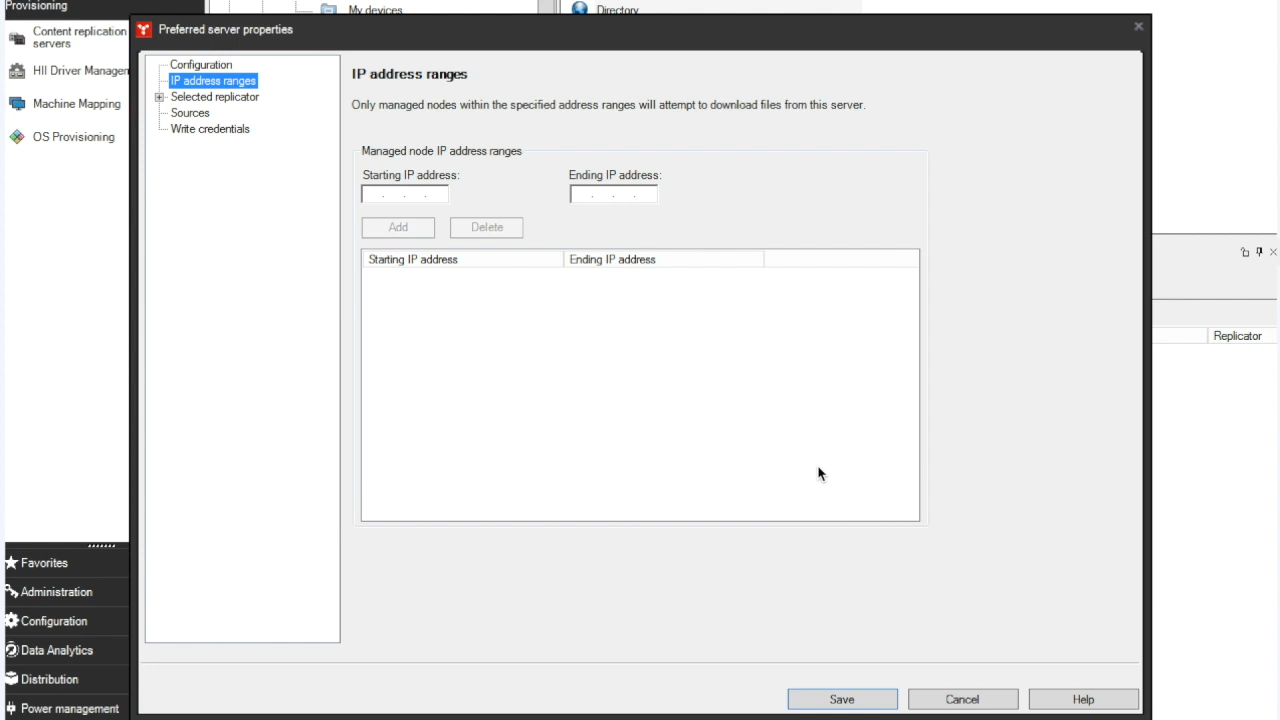 Provisioning
My devices
Directory
Content replication
servers
HII Driver Managen
Machine Mapping
OS Provisioning
Preferred server properties
Configuration
IP address ranges
Selected replicator
Sources
Write credentials
IP address ranges
Only managed nodes within the specified address ranges will attempt to download files from this server.
Managed node IP address ranges
Starting IP address:
Ending IP address:
Add
Delete
Starting IP address
Ending IP address
Replicator
Favorites
Administration
Configuration
Data Analytics
Distribution
Power management
Save
Cancel
Help